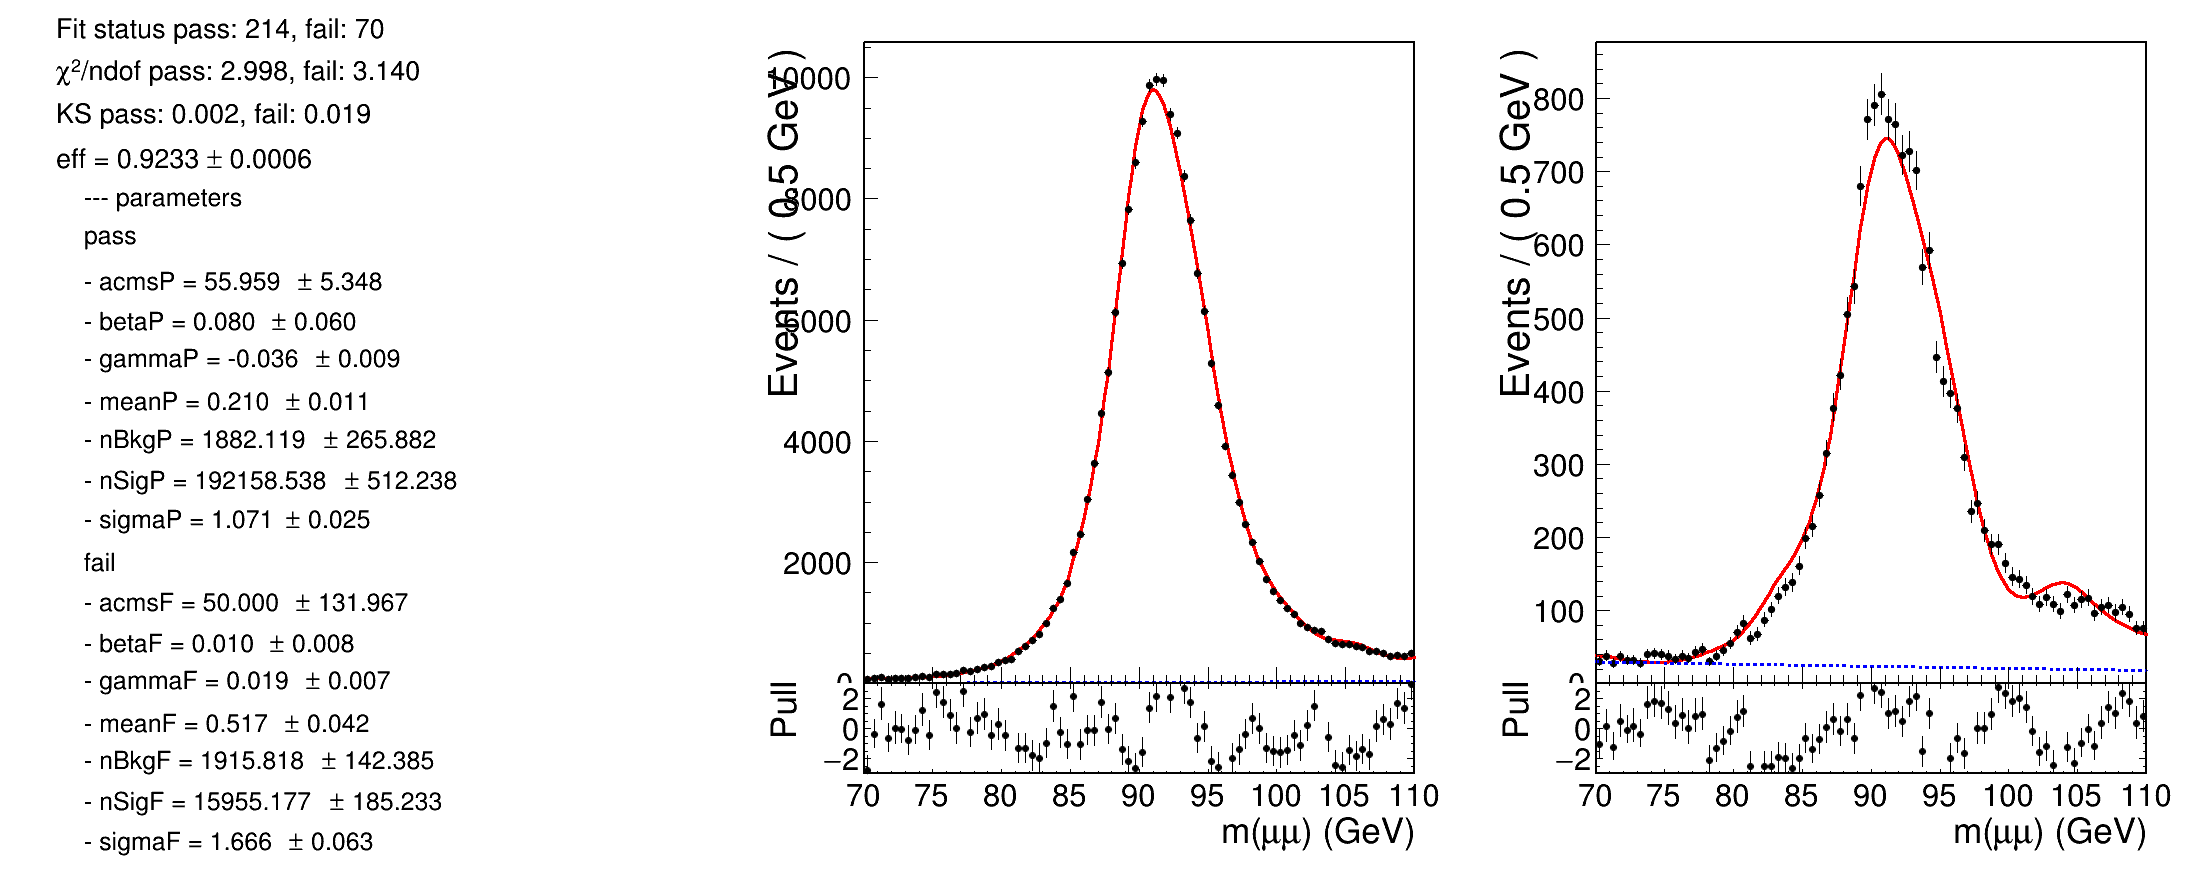 Fit status pass: 214, fail: 70
χ²/ndof pass: 2.998, fail: 3.140
KS pass: 0.002, fail: 0.019
eff = 0.9233 ± 0.0006
--- parameters
pass
- acmsP = 55.959 ± 5.348
- betaP = 0.080 ± 0.060
- gammaP = -0.036 ± 0.009
- meanP = 0.210 ± 0.011
- nBkgP = 1882.119 ± 265.882
- nSigP = 192158.538 ± 512.238
- sigmaP = 1.071 ± 0.025
fail
- acmsF = 50.000 ± 131.967
- betaF = 0.010 ± 0.008
- gammaF = 0.019 ± 0.007
- meanF = 0.517 ± 0.042
- nBkgF = 1915.818 ± 142.385
- nSigF = 15955.177 ± 185.233
- sigmaF = 1.666 ± 0.063
Events / ( 0.5 GeV )
10000
8000
6000
4000
2000
0
Pull
2
0
−2
70 75 80 85 90 95 100 105 110
m(μμ) (GeV)
Events / ( 0.5 GeV )
800
700
600
500
400
300
200
100
0
Pull
2
0
−2
70 75 80 85 90 95 100 105 110
m(μμ) (GeV)